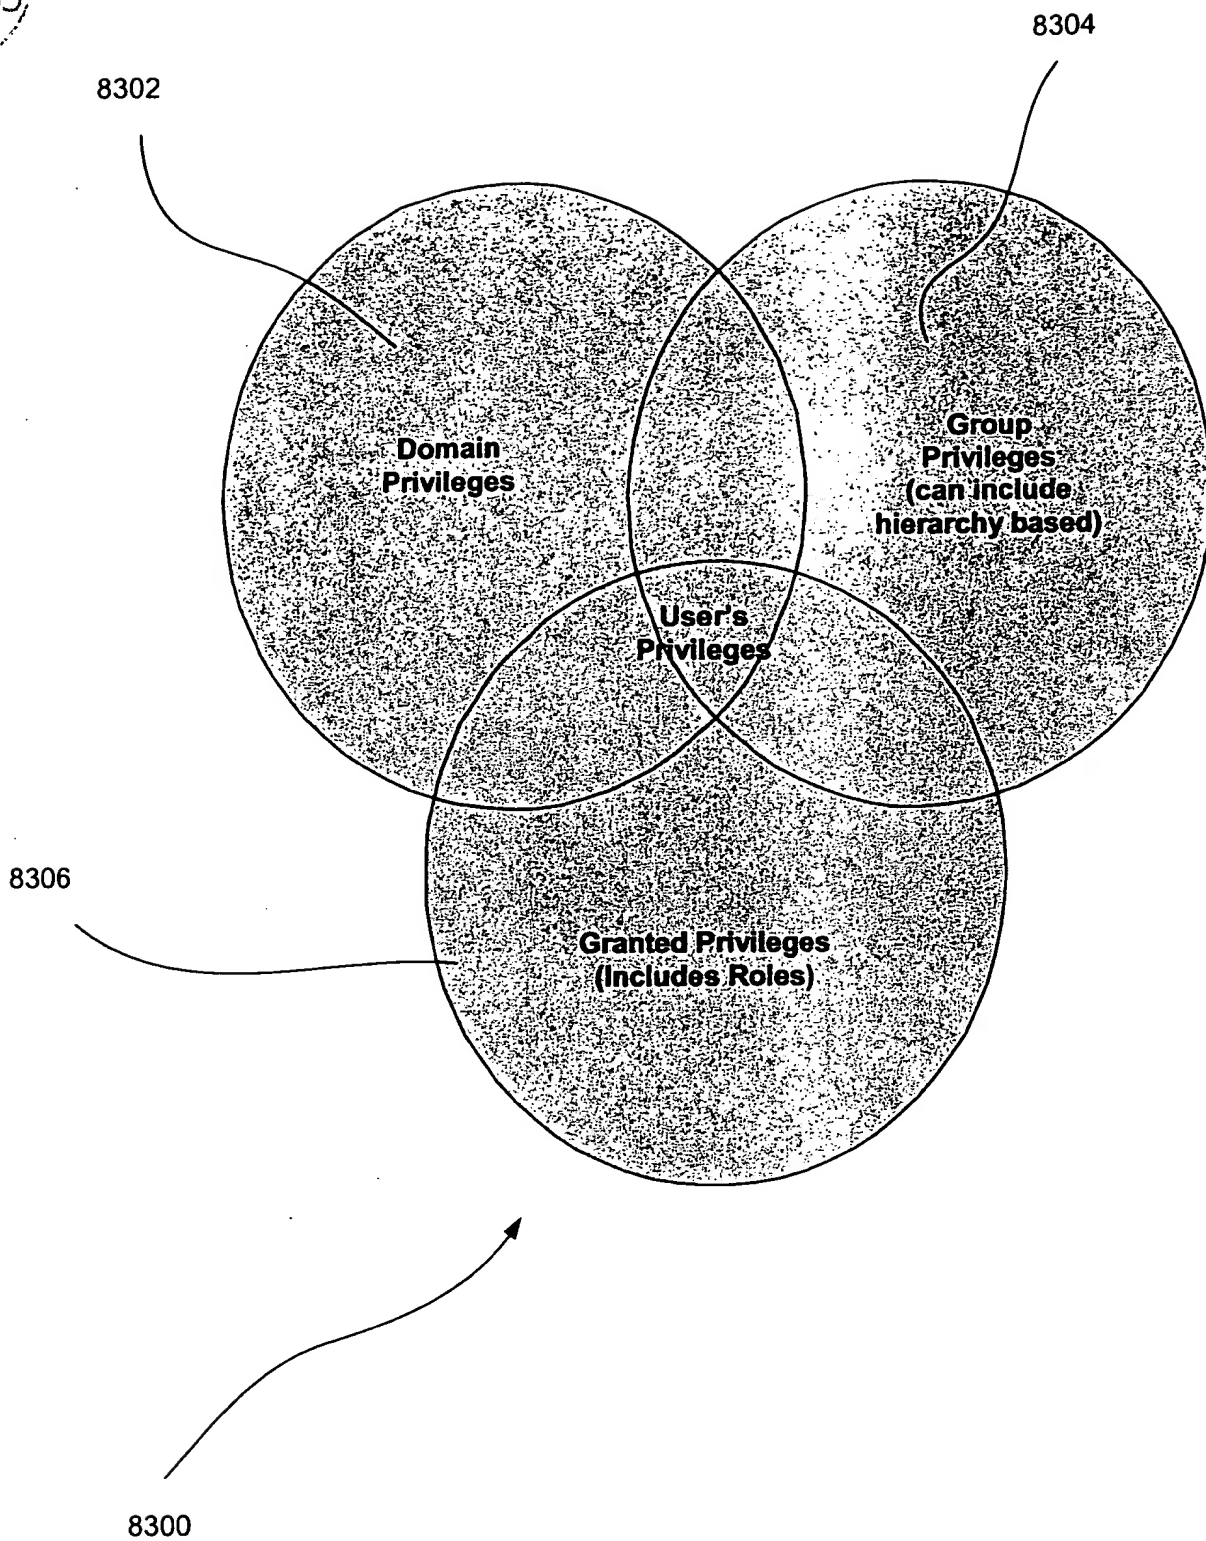 8304
8302
Domain
Privileges
Group
Privileges
(can include
hierarchy based)
User's
Privileges
8306
Granted Privileges
(Includes Roles)
8300